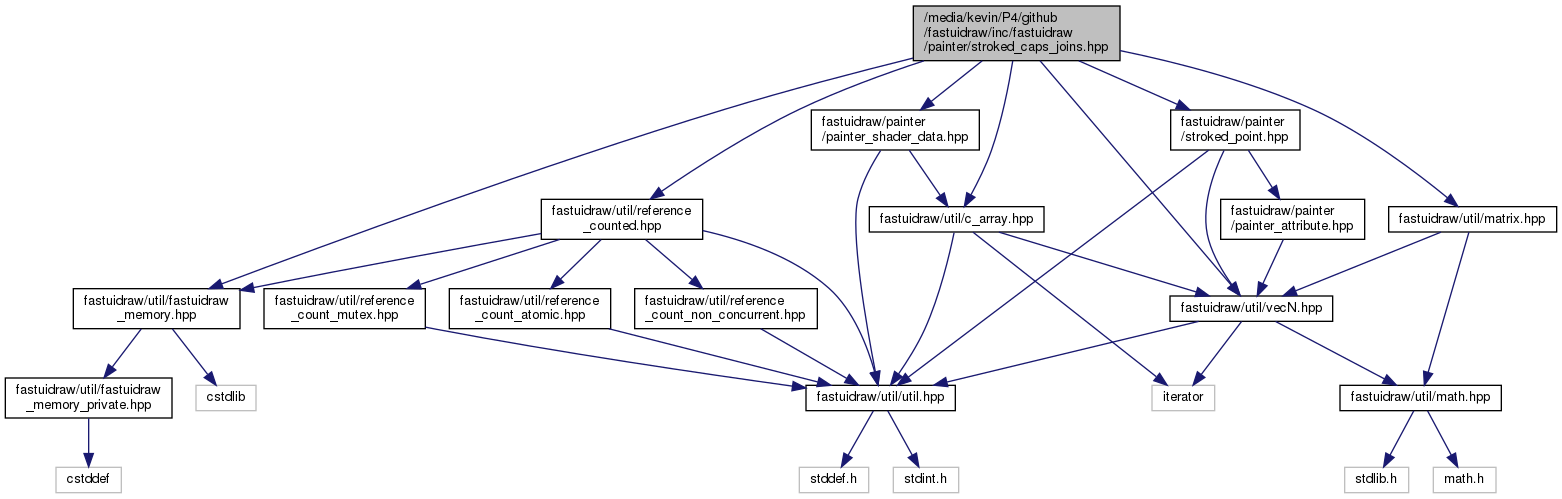 /media/kevin/P4/github
/fastuidraw/inc/fastuidraw
/painter/stroked_caps_joins.hpp
fastuidraw/painter
/painter_shader_data.hpp
fastuidraw/painter
/stroked_point.hpp
fastuidraw/util/reference
_counted.hpp
fastuidraw/util/c_array.hpp
fastuidraw/painter
/painter_attribute.hpp
fastuidraw/util/matrix.hpp
fastuidraw/util/fastuidraw
_memory.hpp
fastuidraw/util/reference
_count_mutex.hpp
fastuidraw/util/reference
_count_atomic.hpp
fastuidraw/util/reference
_count_non_concurrent.hpp
fastuidraw/util/vecN.hpp
fastuidraw/util/fastuidraw
_memory_private.hpp
cstdlib
fastuidraw/util/util.hpp
iterator
fastuidraw/util/math.hpp
cstddef
stddef.h
stdint.h
stdlib.h
math.h